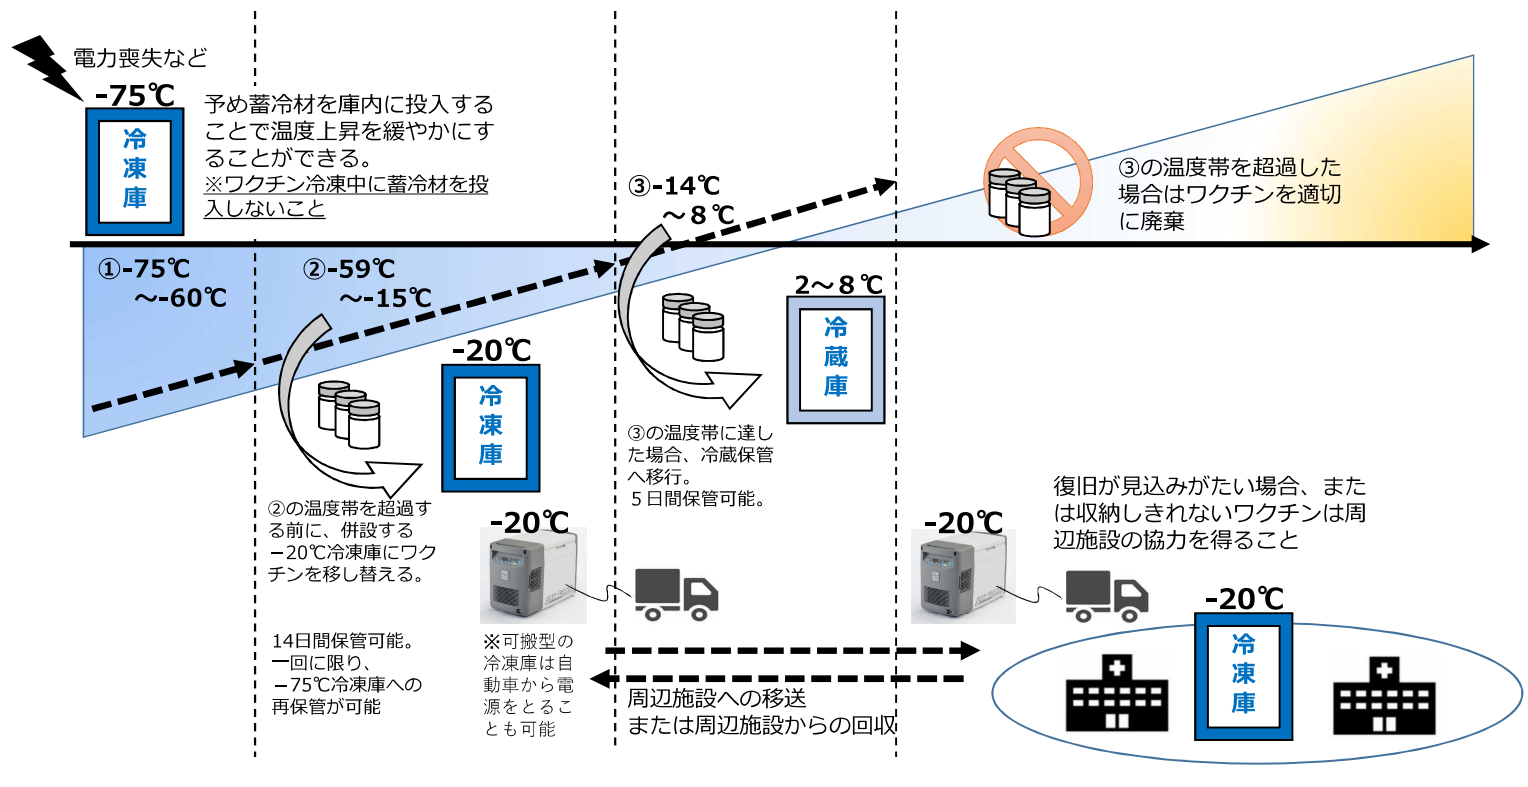 電力喪失など
-75℃
冷
凍
庫
予め蓄冷材を庫内に投入する
ことで温度上昇を緩やかにす
ることができる。
※ワクチン冷凍中に蓄冷材を投
入しないこと
①-75℃
～-60℃
②-59℃
～-15℃
③-14℃
～８℃
③の温度帯を超過した
場合はワクチンを適切
に廃棄
-20℃
冷
凍
庫
②の温度帯を超過す
る前に、併設する
－20℃冷凍庫にワク
チンを移し替える。
14日間保管可能。
一回に限り、
－75℃冷凍庫への
再保管が可能
2～８℃
冷
蔵
庫
③の温度帯に達し
た場合、冷蔵保管
へ移行。
５日間保管可能。
-20℃
※可搬型の
冷凍庫は自
動車から電
源をとるこ
とも可能
周辺施設への移送
または周辺施設からの回収
-20℃
復旧が見込みがたい場合、また
は収納しきれないワクチンは周
辺施設の協力を得ること
-20℃
冷
凍
庫